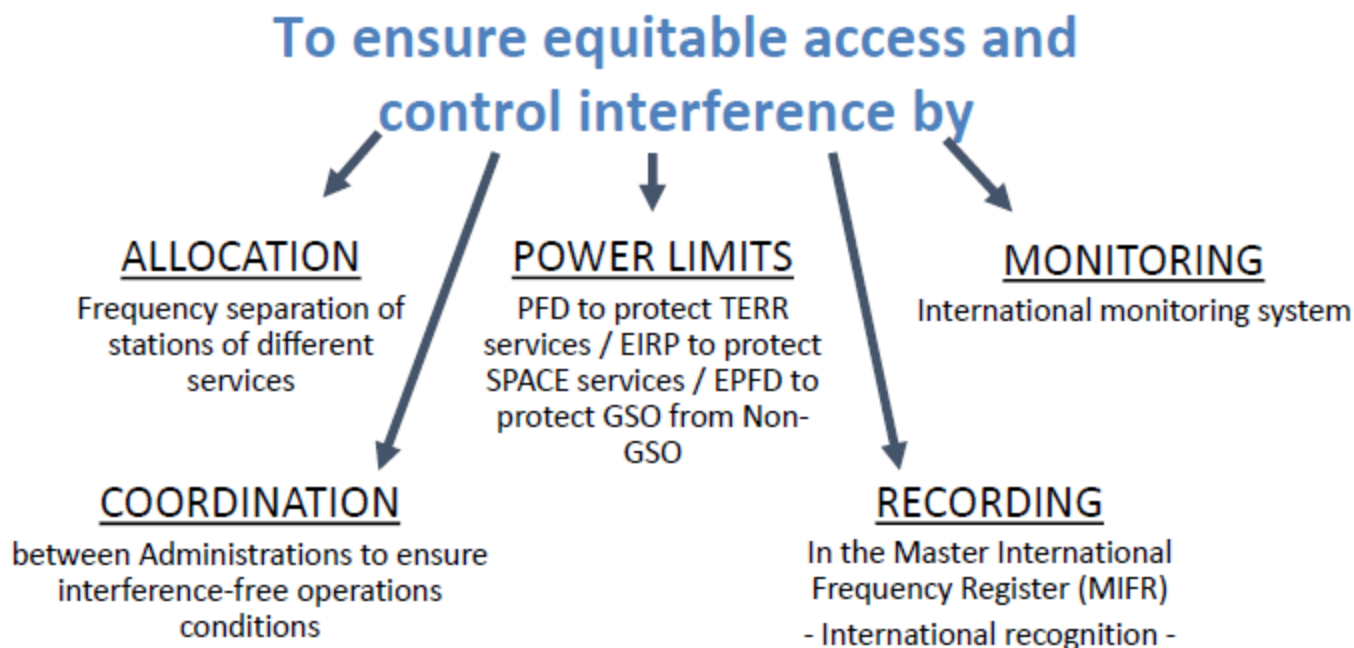 To ensure equitable access and
control interference by
ALLOCATION
Frequency separation of
stations of different
services
POWER LIMITS
PFD to protect TERR
services / EIRP to protect
SPACE services / EPFD to
protect GSO from Non-
GSO
MONITORING
International monitoring system
COORDINATION
between Administrations to ensure
interference-free operations
conditions
RECORDING
In the Master International
Frequency Register (MIFR)
- International recognition -